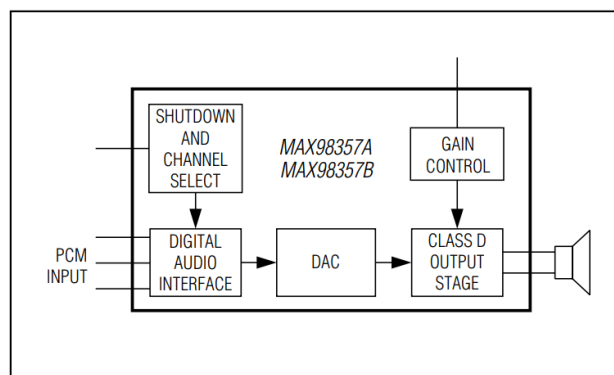 SHUTDOWN
AND
CHANNEL
SELECT
MAX98357A
MAX98357B
GAIN
CONTROL
PCM
INPUT
DIGITAL
AUDIO
INTERFACE
DAC
CLASS D
OUTPUT
STAGE